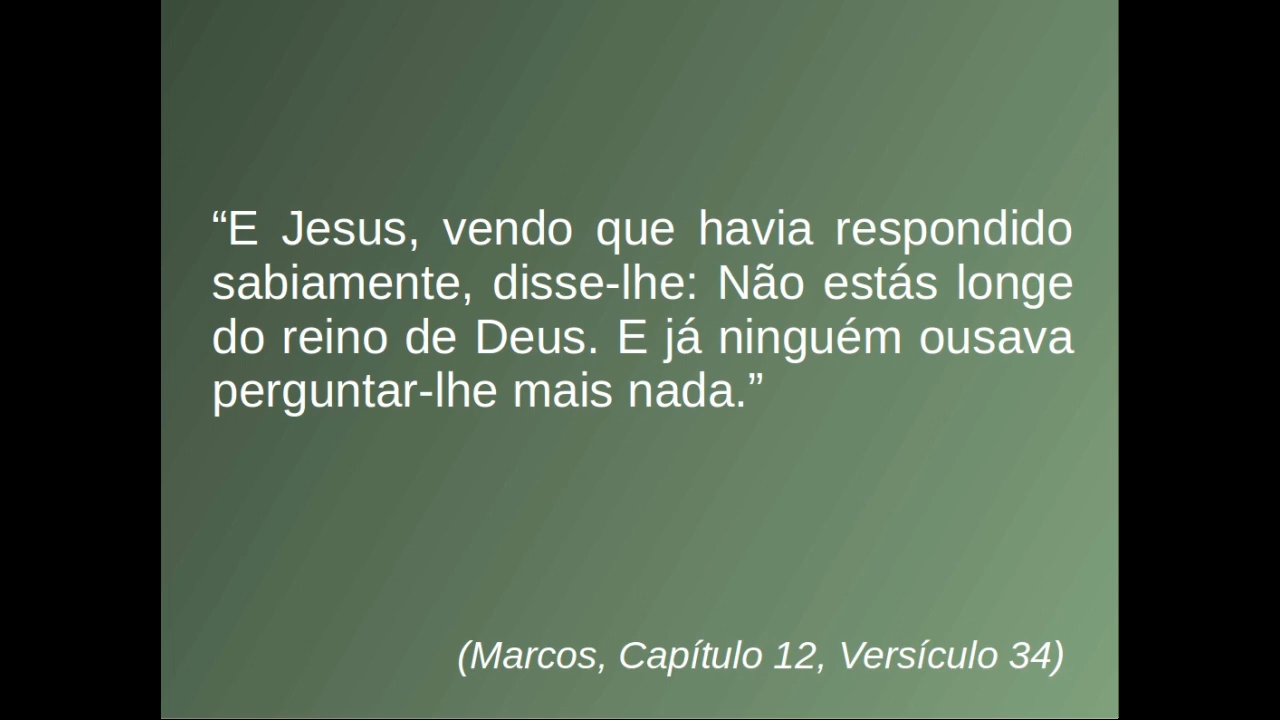 “E Jesus, vendo que havia respondido
sabiamente, disse-lhe: Não estás longe
do reino de Deus. E já ninguém ousava
perguntar-lhe mais nada.”
(Marcos, Capítulo 12, Versículo 34)